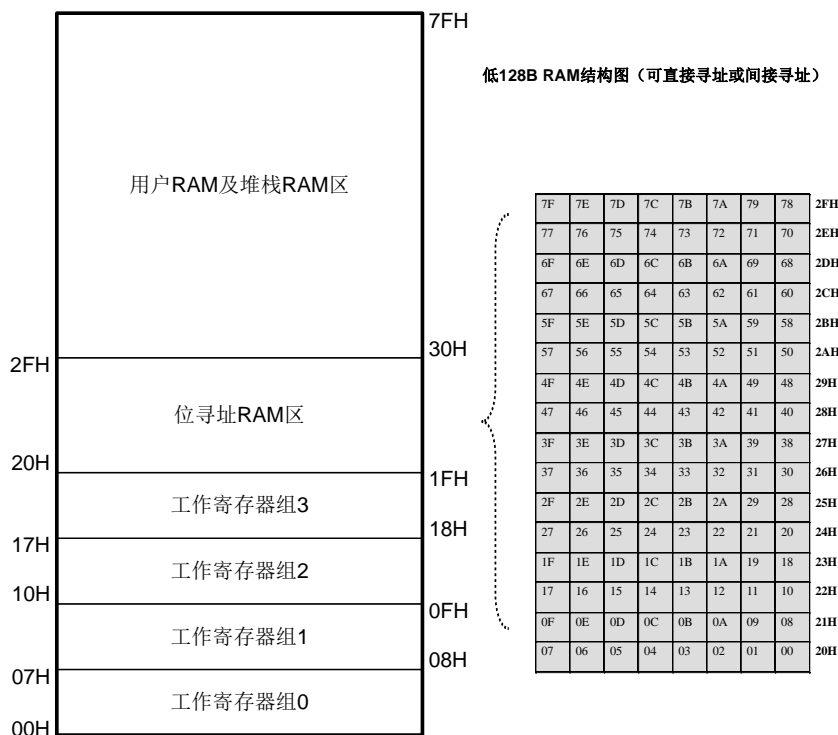 7FH
低128B RAM结构图（可直接寻址或间接寻址）
用户RAM及堆栈RAM区
30H
2FH
位寻址RAM区
20H
1FH
工作寄存器组3
18H
17H
工作寄存器组2
10H
0FH
工作寄存器组1
08H
07H
工作寄存器组0
00H
7F 7E 7D 7C 7B 7A 79 78 2FH
77 76 75 74 73 72 71 70 2EH
6F 6E 6D 6C 6B 6A 69 68 2DH
67 66 65 64 63 62 61 60 2CH
5F 5E 5D 5C 5B 5A 59 58 2BH
57 56 55 54 53 52 51 50 2AH
4F 4E 4D 4C 4B 4A 49 48 29H
47 46 45 44 43 42 41 40 28H
3F 3E 3D 3C 3B 3A 39 38 27H
37 36 35 34 33 32 31 30 26H
2F 2E 2D 2C 2B 2A 29 28 25H
27 26 25 24 23 22 21 20 24H
1F 1E 1D 1C 1B 1A 19 18 23H
17 16 15 14 13 12 11 10 22H
0F 0E 0D 0C 0B 0A 09 08 21H
07 06 05 04 03 02 01 00 20H